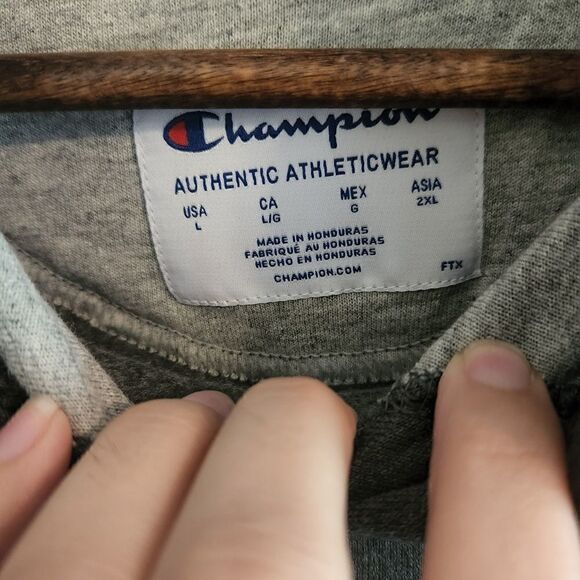 Champion
AUTHENTIC ATHLETICWEAR
USA CA MEX ASIA
L L/G G 2XL
MADE IN HONDURAS
FABRIQUÉ AU HONDURAS
HECHO EN HONDURAS
CHAMPION.COM
FTX